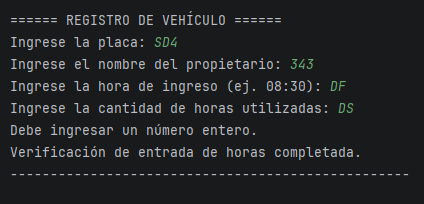 ====== REGISTRO DE VEHÍCULO ======
Ingrese la placa: SD4
Ingrese el nombre del propietario: 343
Ingrese la hora de ingreso (ej. 08:30): DF
Ingrese la cantidad de horas utilizadas: DS
Debe ingresar un número entero.
Verificación de entrada de horas completada.
--------------------------------------------------